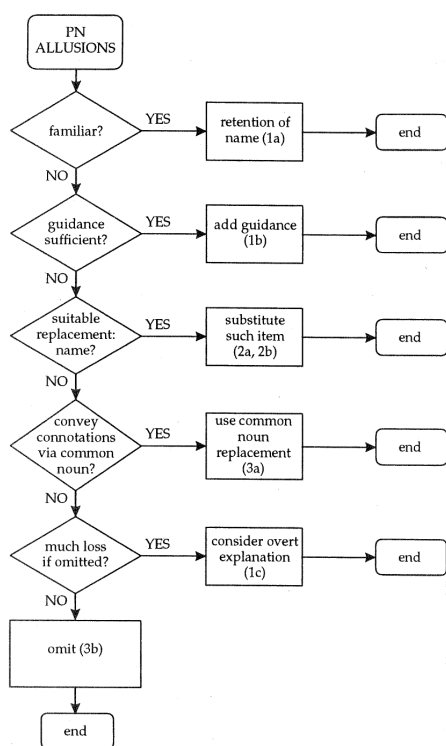 PN
ALLUSIONS
familiar?
YES
retention of
name (1a)
end
NO
guidance
sufficient?
YES
add guidance
(1b)
end
NO
suitable
replacement:
name?
YES
substitute
such item
(2a, 2b)
end
NO
convey
connotations
via common
noun?
YES
use common
noun
replacement
(3a)
end
NO
much loss
if omitted?
YES
consider overt
explanation
(1c)
end
NO
omit (3b)
end